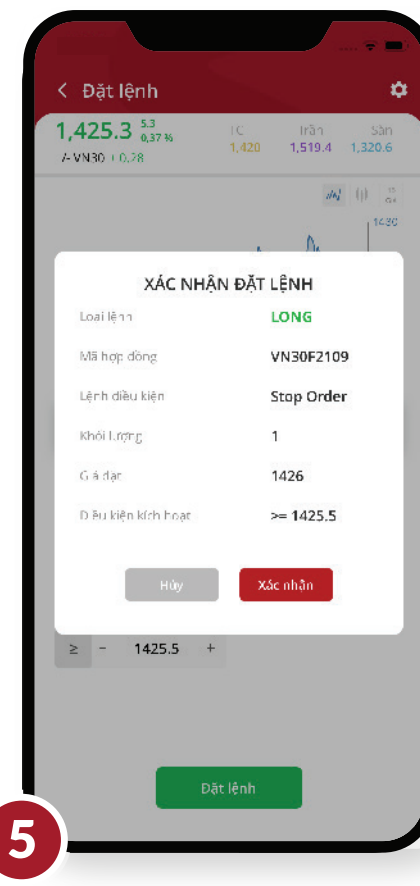 < Đặt lệnh
1,425.3 5.3 0,37 % TC Trần Sàn
1,420 1,519.4 1,320.6
/- VN30 +0,28
1430
XÁC NHẬN ĐẶT LỆNH
Loại lệnh LONG
Mã hợp đồng VN30F2109
Lệnh điều kiện Stop Order
Khối lượng 1
Giá đặt 1426
Điều kiện kích hoạt >= 1425.5
Hủy Xác nhận
≥ - 1425.5 +
Đặt lệnh
5